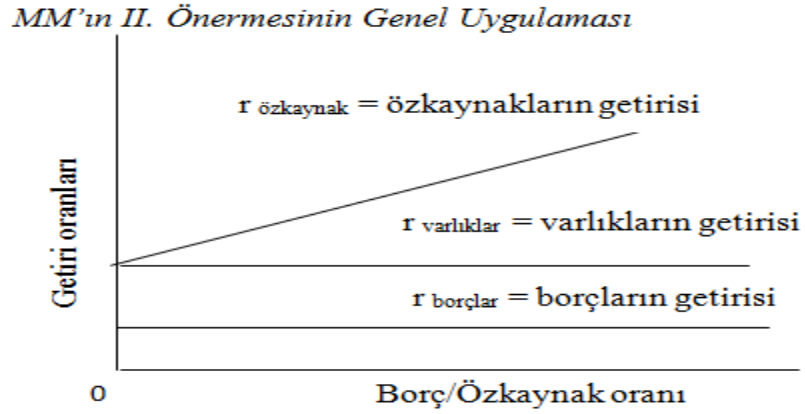 MM'ın II. Önermesinin Genel Uygulaması
r özkaynak = özkaynakların getirisi
Getiri oranları
r varlıklar = varlıkların getirisi
r borçlar = borçların getirisi
0
Borç/Özkaynak oranı